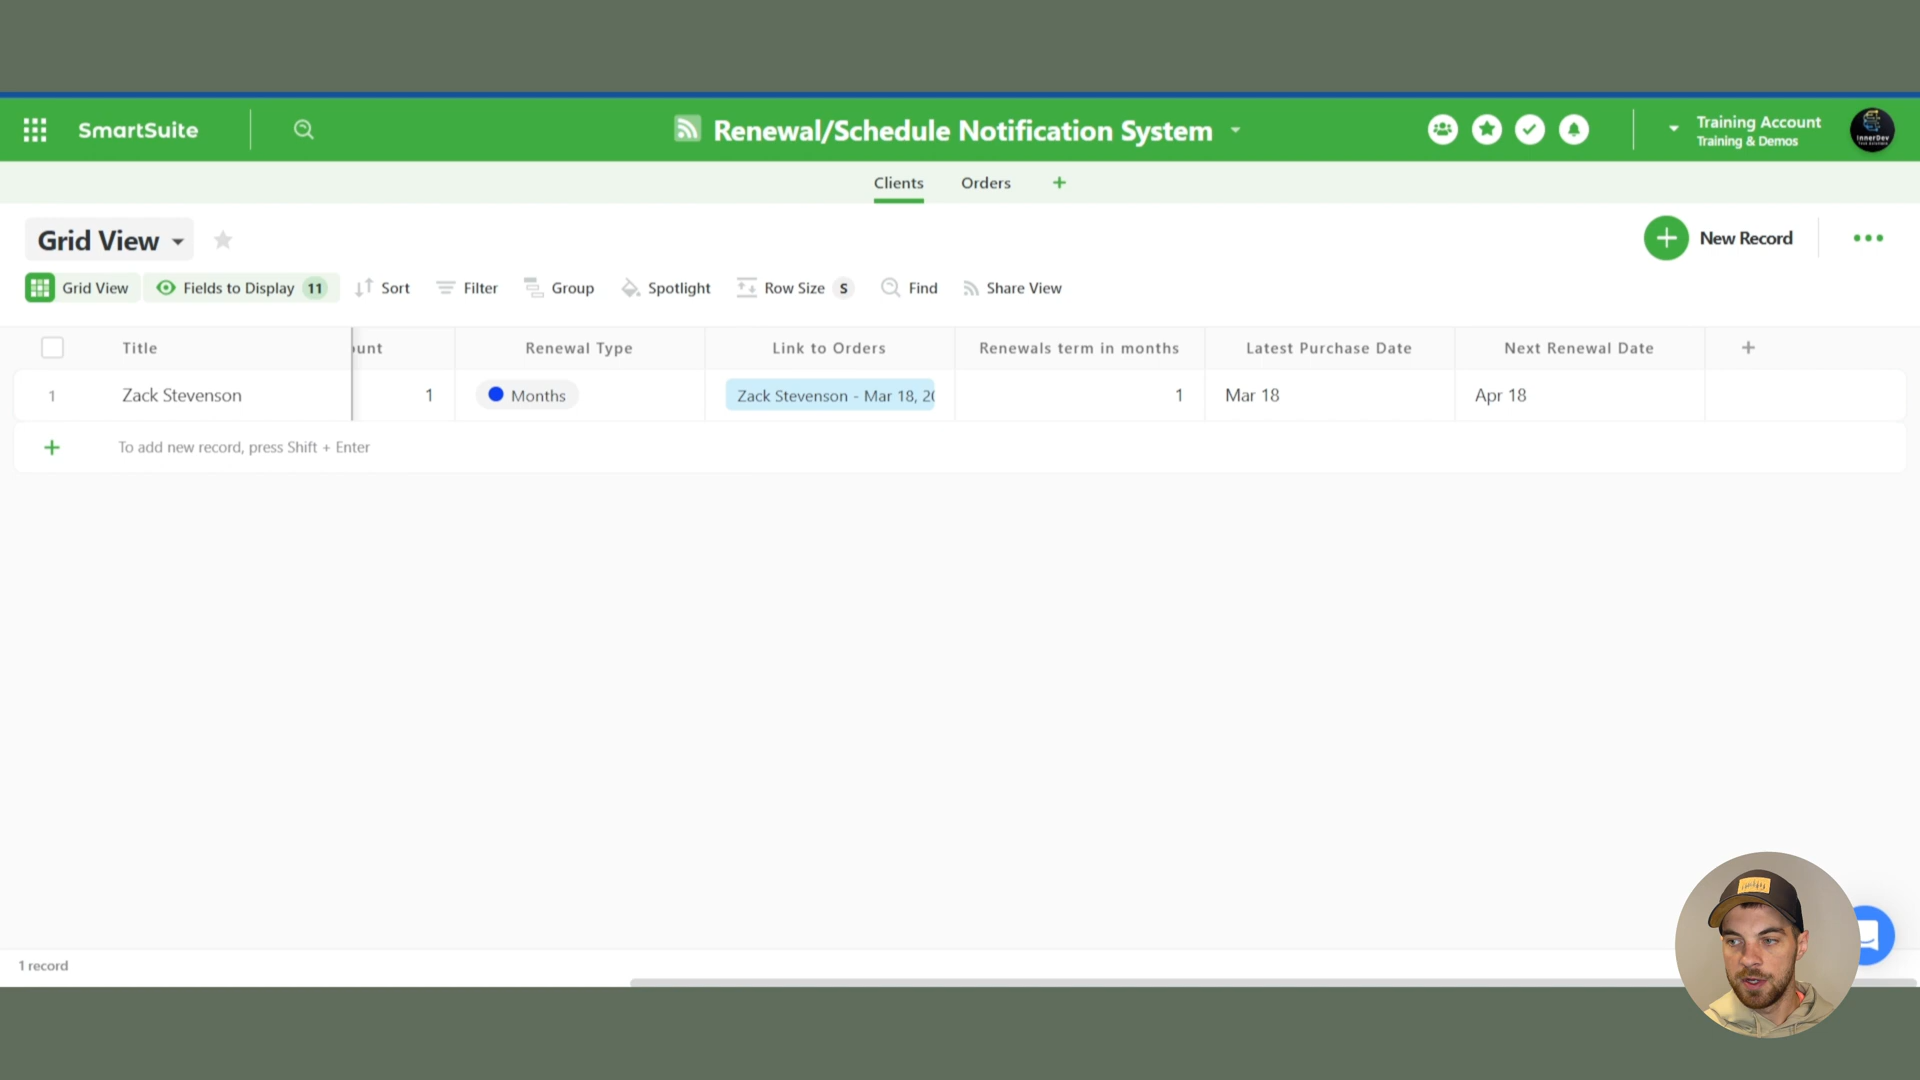 SmartSuite
Renewal/Schedule Notification System
Training Account
Training & Demos
InnerDev
Clients
Orders
Grid View
New Record
Grid View
Fields to Display 11
Sort
Filter
Group
Spotlight
Row Size S
Find
Share View
Title
unt
Renewal Type
Link to Orders
Renewals term in months
Latest Purchase Date
Next Renewal Date
1
Zack Stevenson
1
Months
Zack Stevenson - Mar 18, 20
1
Mar 18
Apr 18
To add new record, press Shift + Enter
1 record